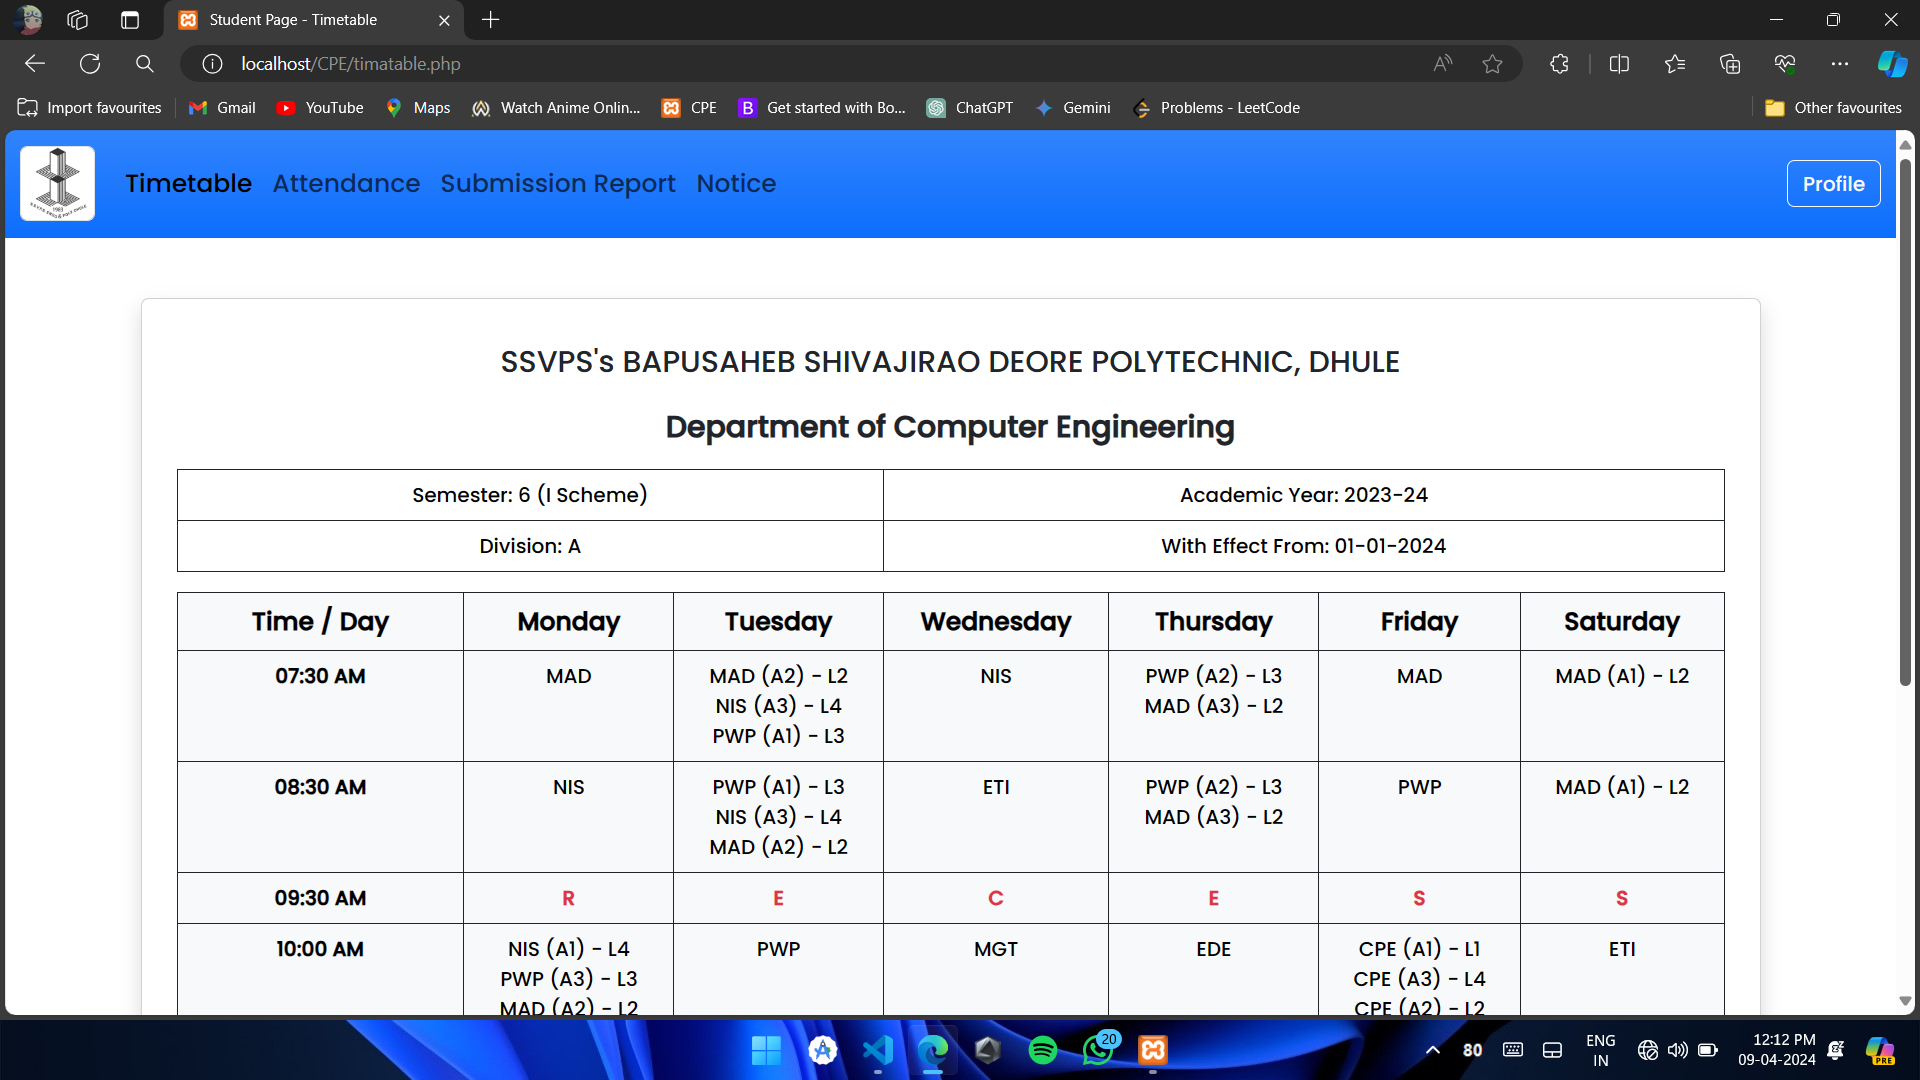 Student Page - Timetable
localhost/CPE/timatable.php
Import favourites
Gmail
YouTube
Maps
Watch Anime Onlin...
CPE
B
Get started with Bo...
ChatGPT
Gemini
Problems - LeetCode
Other favourites
Timetable
Attendance
Submission Report
Notice
Profile
SSVPS's BAPUSAHEB SHIVAJIRAO DEORE POLYTECHNIC, DHULE
Department of Computer Engineering
Semester: 6 (I Scheme)
Academic Year: 2023-24
Division: A
With Effect From: 01-01-2024
Time / Day
Monday
Tuesday
Wednesday
Thursday
Friday
Saturday
07:30 AM
MAD
MAD (A2) - L2
NIS (A3) - L4
PWP (A1) - L3
NIS
PWP (A2) - L3
MAD (A3) - L2
MAD
MAD (A1) - L2
08:30 AM
NIS
PWP (A1) - L3
NIS (A3) - L4
MAD (A2) - L2
ETI
PWP (A2) - L3
MAD (A3) - L2
PWP
MAD (A1) - L2
09:30 AM
R
E
C
E
S
S
10:00 AM
NIS (A1) - L4
PWP (A3) - L3
MAD (A2) - L2
PWP
MGT
EDE
CPE (A1) - L1
CPE (A3) - L4
CPE (A2) - L2
ETI
20
80
ENG
IN
12:12 PM
09-04-2024
PRE